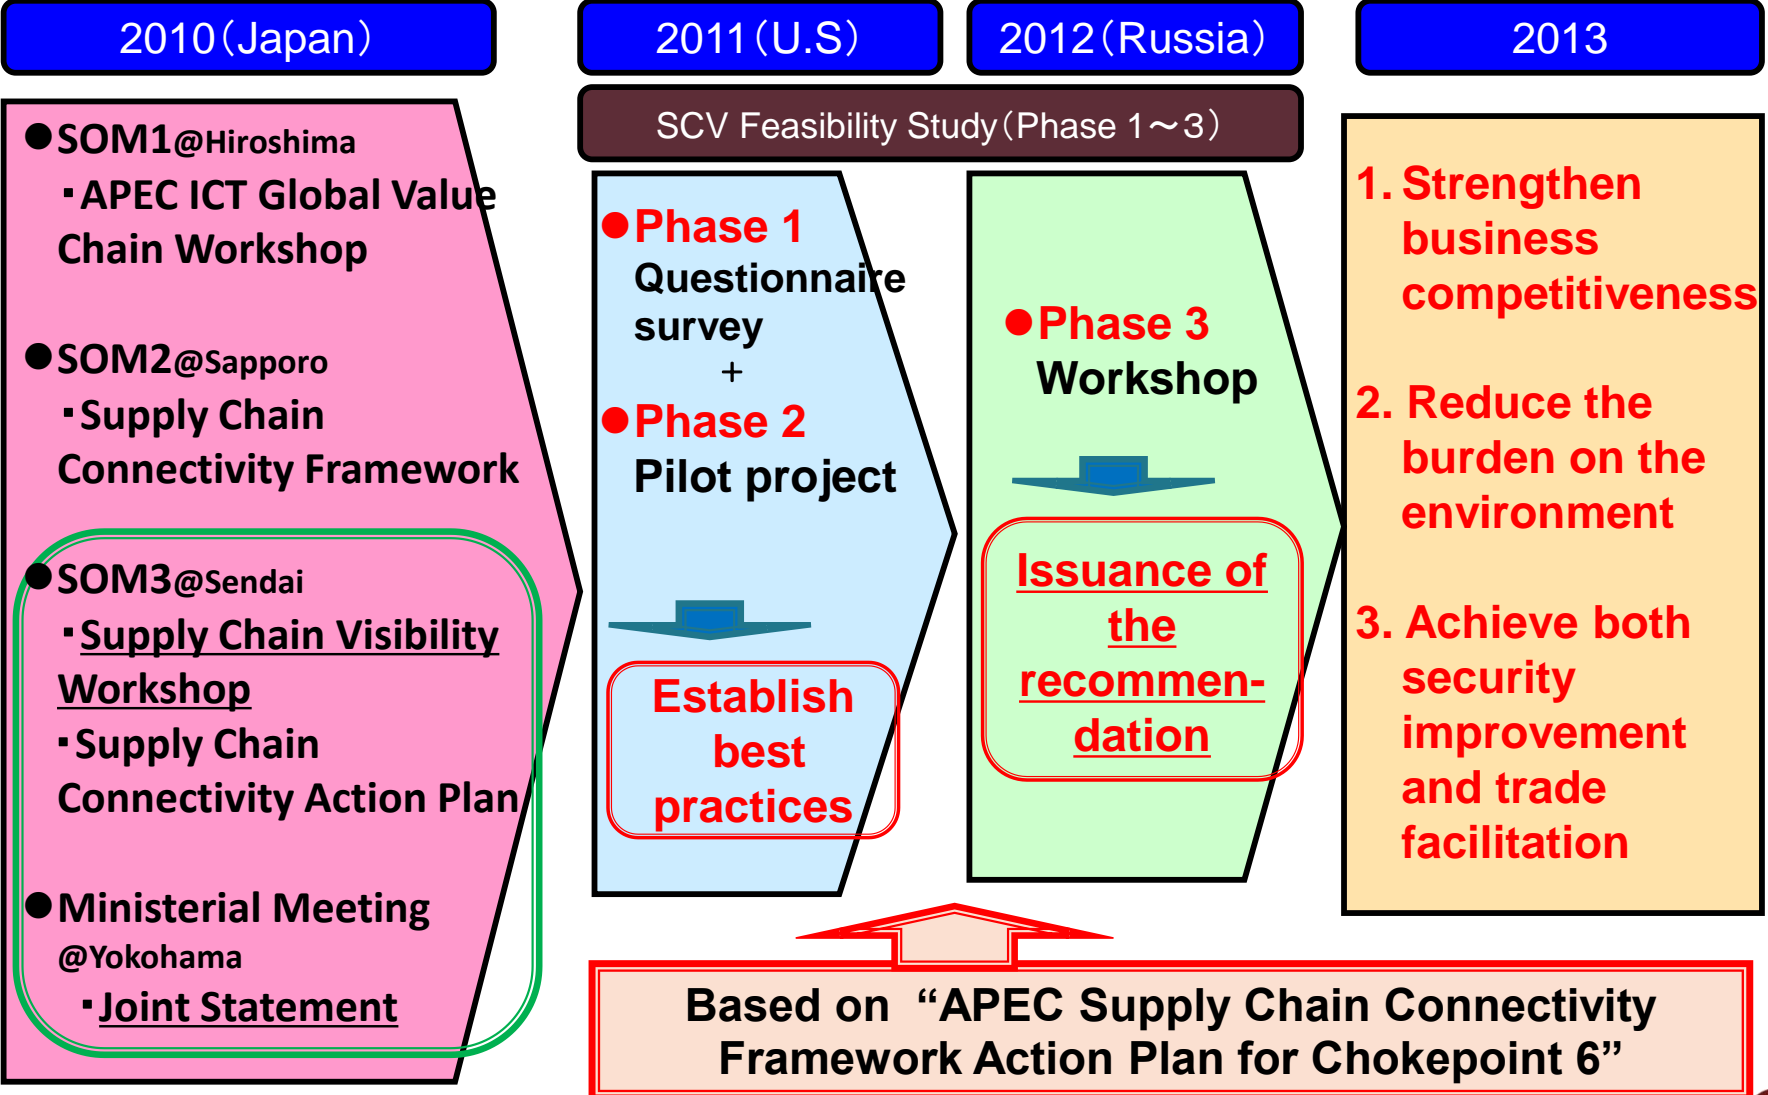 2010（Japan）
2011（U.S）
2012（Russia）
2013
SCV Feasibility Study（Phase 1～3）
●SOM1@Hiroshima
・APEC ICT Global Value
Chain Workshop
●SOM2@Sapporo
・Supply Chain
Connectivity Framework
●SOM3@Sendai
・Supply Chain Visibility
Workshop
・Supply Chain
Connectivity Action Plan
●Ministerial Meeting
@Yokohama
・Joint Statement
●Phase 1
Questionnaire
survey
+
●Phase 2
Pilot project
Establish
best
practices
●Phase 3
Workshop
Issuance of
the
recommen-
dation
1. Strengthen
business
competitiveness
2. Reduce the
burden on the
environment
3. Achieve both
security
improvement
and trade
facilitation
Based on “APEC Supply Chain Connectivity
Framework Action Plan for Chokepoint 6”